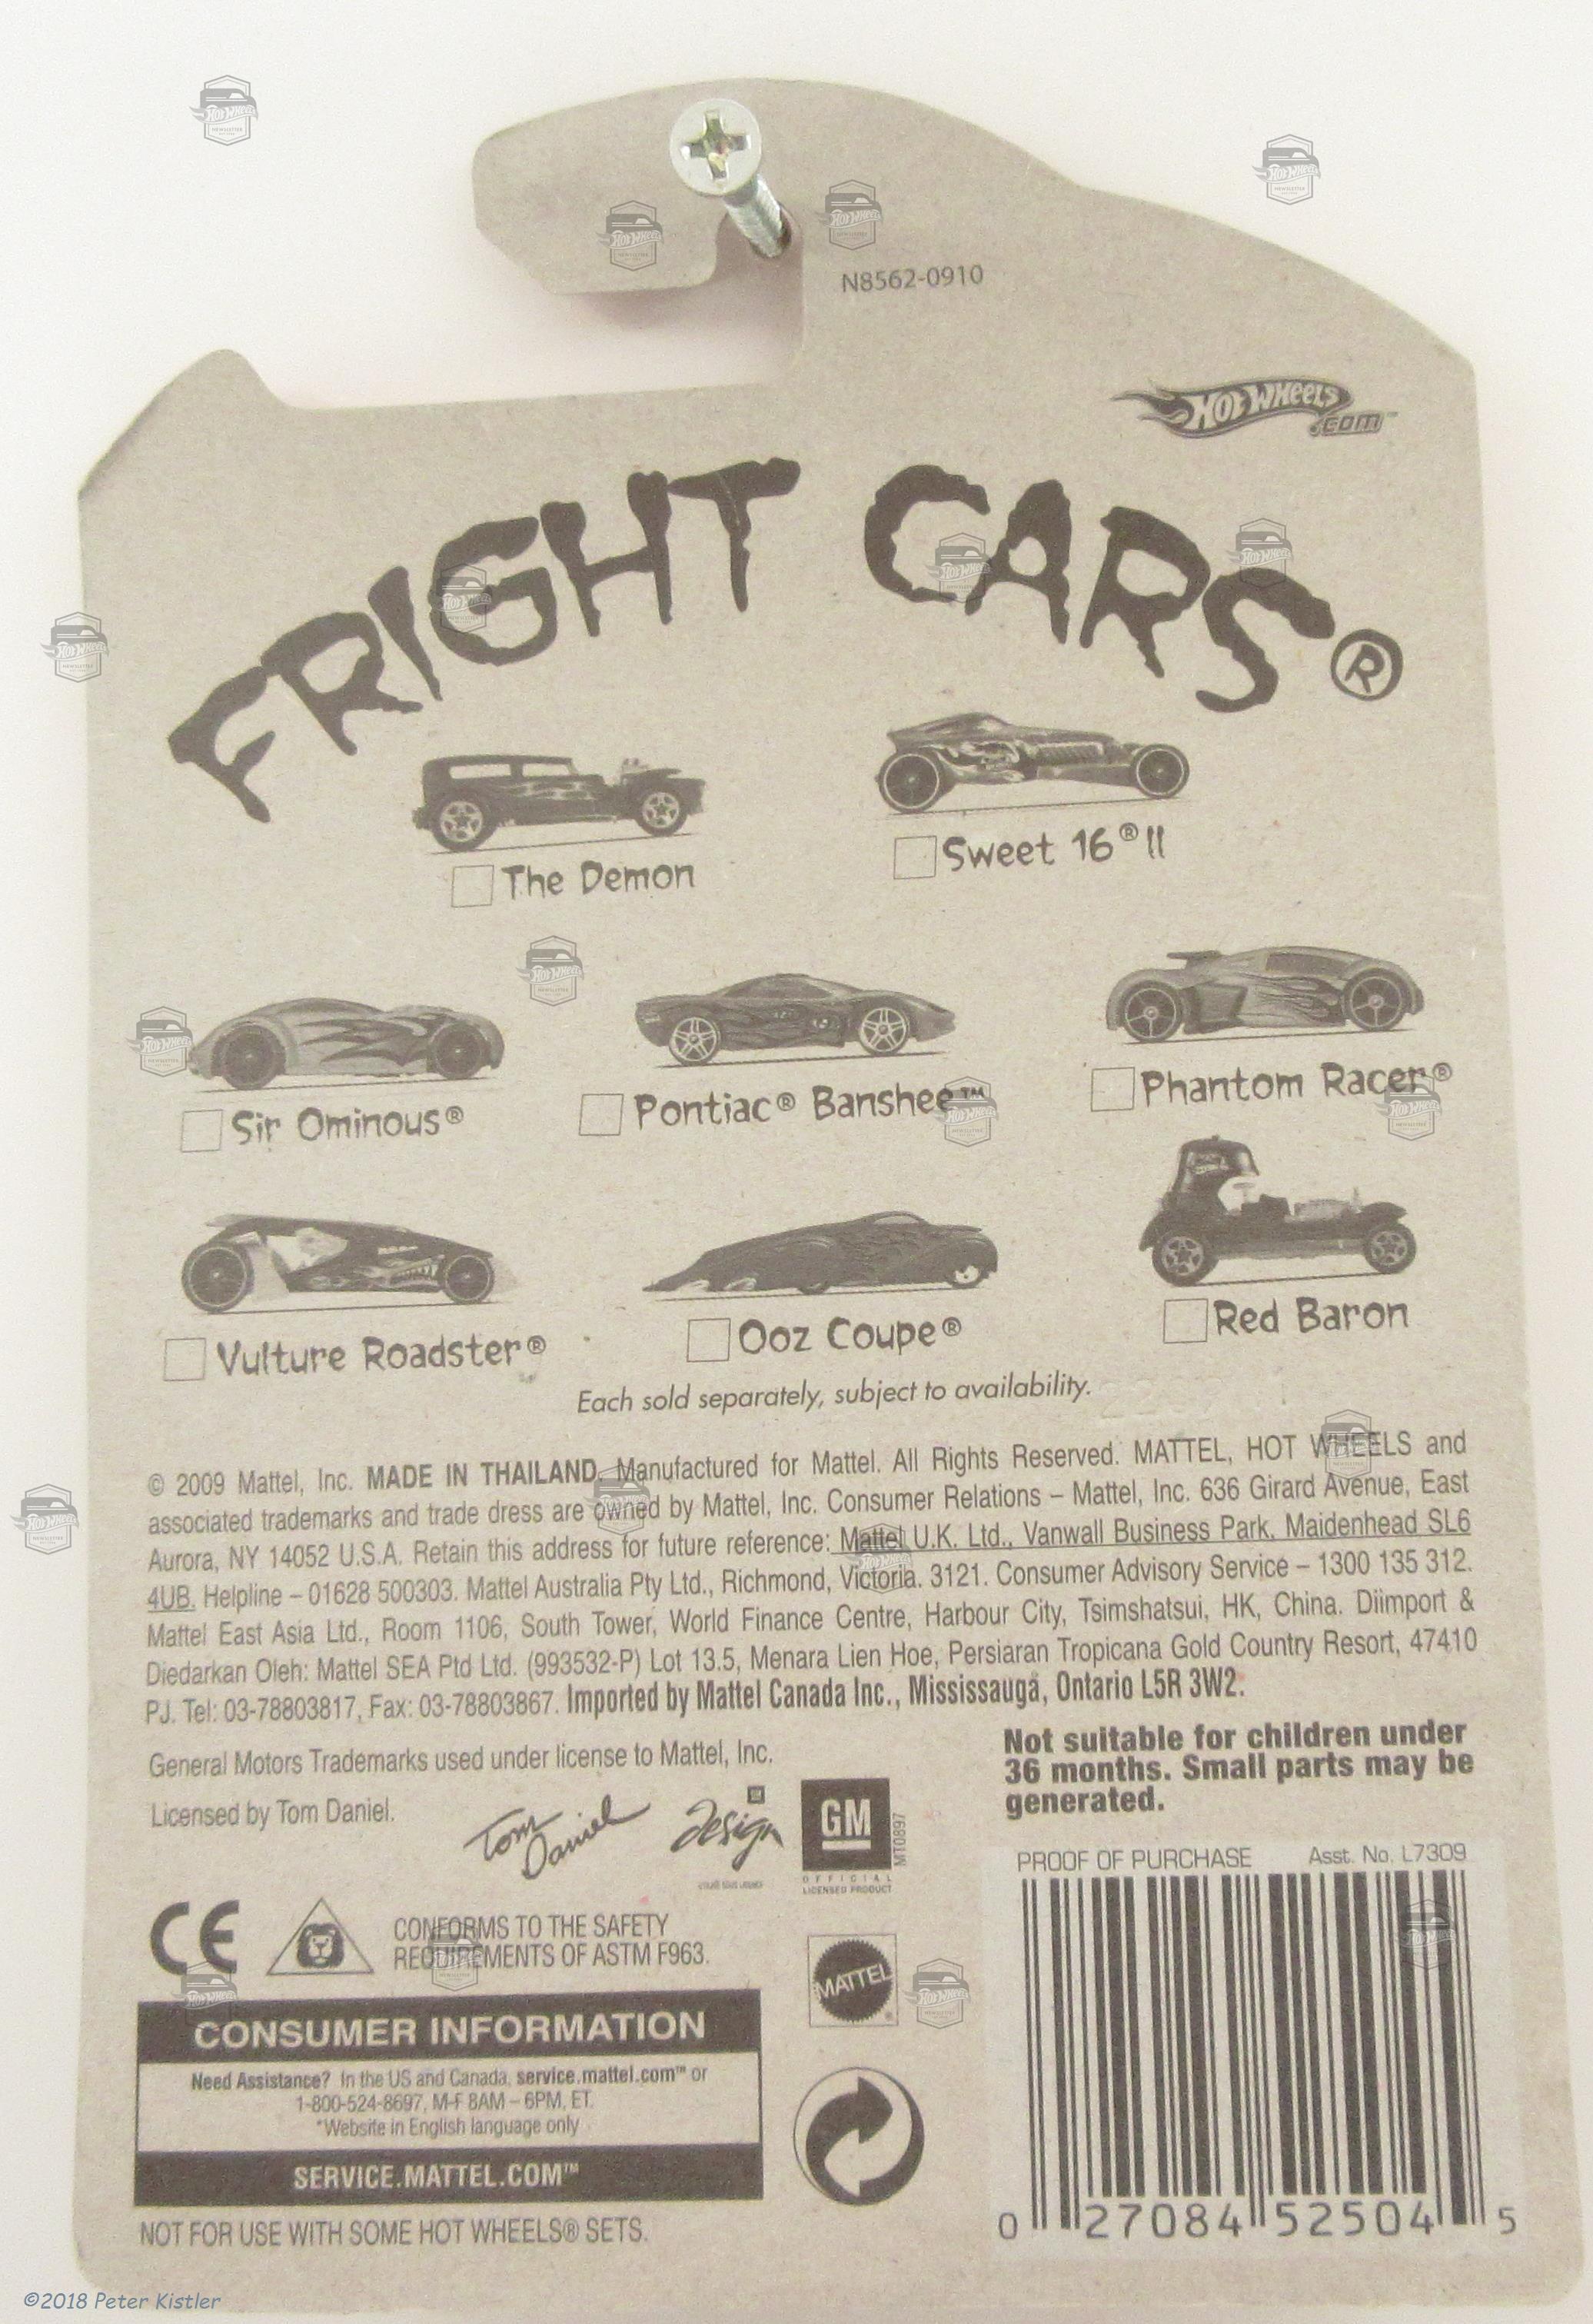 N8562-0910
HOT WHEELS
.COM™
FRIGHT CARS®
The Demon
Sweet 16® II
Sir Ominous®
Pontiac® Banshee™
Phantom Racer®
Vulture Roadster®
Ooz Coupe®
Red Baron
Each sold separately, subject to availability.
© 2009 Mattel, Inc. MADE IN THAILAND. Manufactured for Mattel. All Rights Reserved. MATTEL, HOT WHEELS and
associated trademarks and trade dress are owned by Mattel, Inc. Consumer Relations – Mattel, Inc. 636 Girard Avenue, East
Aurora, NY 14052 U.S.A. Retain this address for future reference: Mattel U.K. Ltd., Vanwall Business Park, Maidenhead SL6
4UB. Helpline – 01628 500303. Mattel Australia Pty Ltd., Richmond, Victoria. 3121. Consumer Advisory Service – 1300 135 312.
Mattel East Asia Ltd., Room 1106, South Tower, World Finance Centre, Harbour City, Tsimshatsui, HK, China. Diimport &
Diedarkan Oleh: Mattel SEA Ptd Ltd. (993532-P) Lot 13.5, Menara Lien Hoe, Persiaran Tropicana Gold Country Resort, 47410
PJ. Tel: 03-78803817, Fax: 03-78803867. Imported by Mattel Canada Inc., Mississauga, Ontario L5R 3W2.
General Motors Trademarks used under license to Mattel, Inc.
Licensed by Tom Daniel.
Tom
Daniel
Design
GM
OFFICIAL
LICENSED PRODUCT
MT0897
Not suitable for children under
36 months. Small parts may be
generated.
PROOF OF PURCHASE Asst. No. L7309
CE
CONFORMS TO THE SAFETY
REQUIREMENTS OF ASTM F963.
MATTEL®
CONSUMER INFORMATION
Need Assistance? In the US and Canada, service.mattel.com™ or
1-800-524-8697, M-F 8AM – 6PM, ET.
*Website in English language only
SERVICE.MATTEL.COM™
NOT FOR USE WITH SOME HOT WHEELS® SETS.
0 27084 52504 5
©2018 Peter Kistler